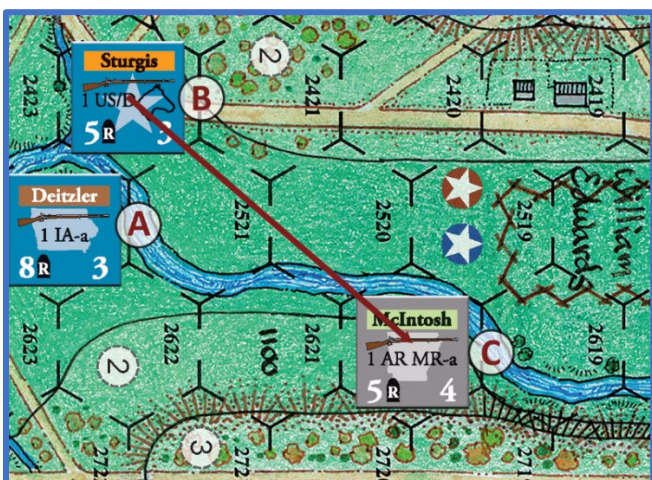 Sturgis
1 US/D
5 R 3
B
2
2423
2421
2420
2419
Deitzler
1 IA-a
8 R 3
A
2521
2520
2519
William
Edwards
McIntosh
1 AR MR-a
5 R 4
C
2623
2622
1100
2621
2619
2
3